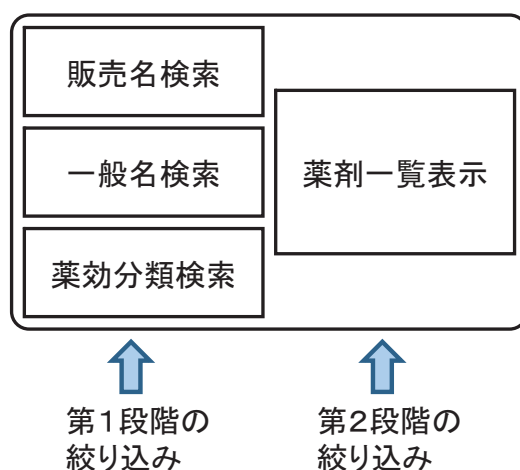 販売名検索
一般名検索
薬剤一覧表示
薬効分類検索
第1段階の
絞り込み
第2段階の
絞り込み